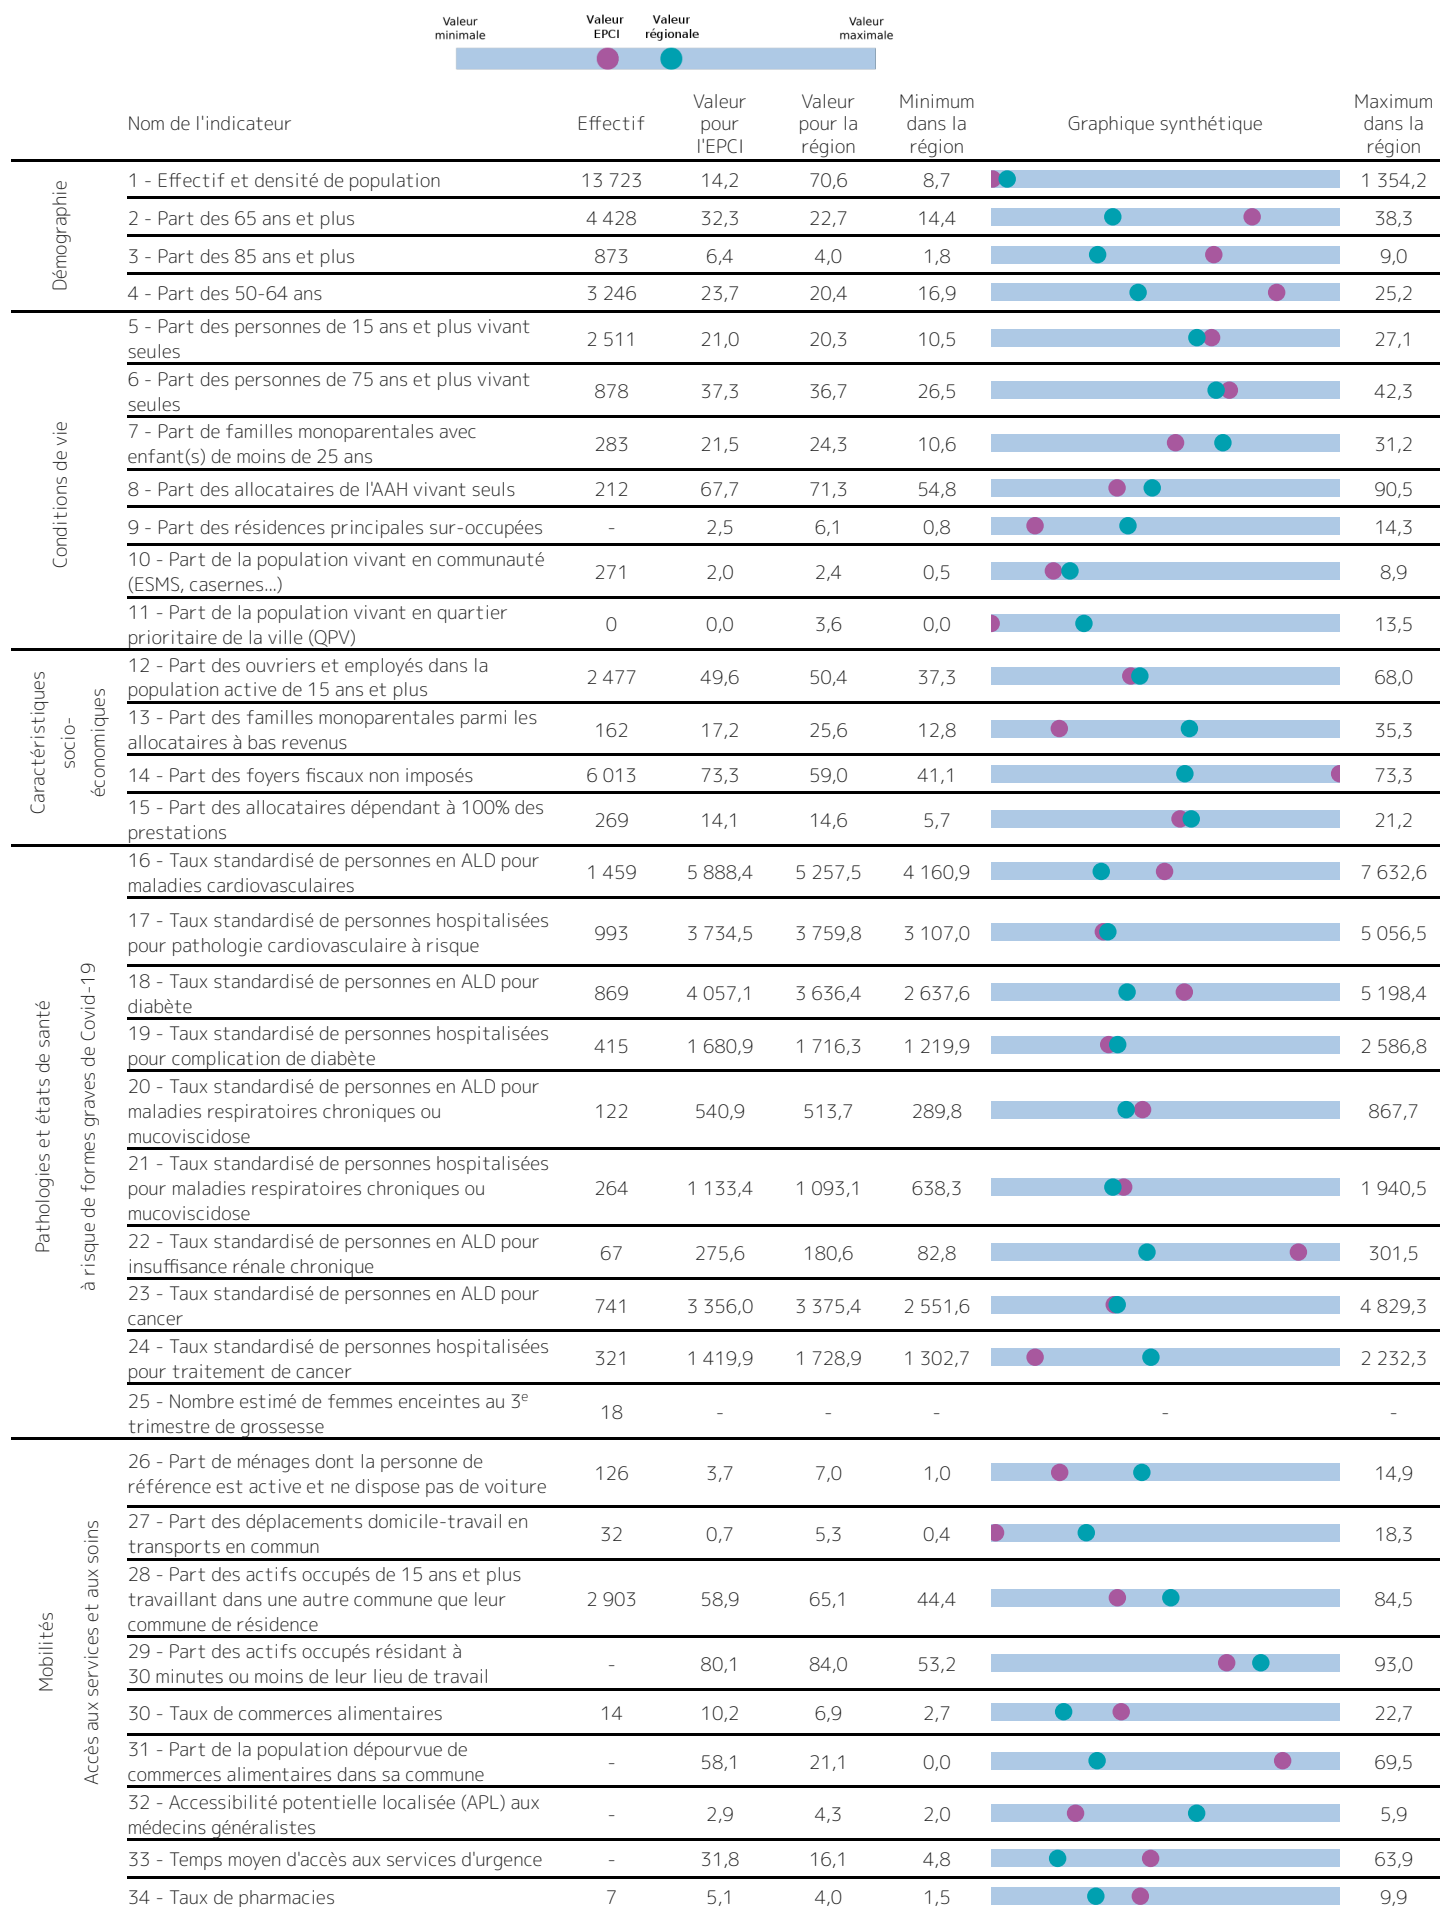 Valeur minimale
Valeur EPCI
Valeur régionale
Valeur maximale
Nom de l'indicateur
Effectif
Valeur pour l'EPCI
Valeur pour la région
Minimum dans la région
Graphique synthétique
Maximum dans la région
Démographie
1 - Effectif et densité de population 13 723 14,2 70,6 8,7 1 354,2
2 - Part des 65 ans et plus 4 428 32,3 22,7 14,4 38,3
3 - Part des 85 ans et plus 873 6,4 4,0 1,8 9,0
4 - Part des 50-64 ans 3 246 23,7 20,4 16,9 25,2
Conditions de vie
5 - Part des personnes de 15 ans et plus vivant
seules 2 511 21,0 20,3 10,5 27,1
6 - Part des personnes de 75 ans et plus vivant
seules 878 37,3 36,7 26,5 42,3
7 - Part de familles monoparentales avec
enfant(s) de moins de 25 ans 283 21,5 24,3 10,6 31,2
8 - Part des allocataires de l'AAH vivant seuls 212 67,7 71,3 54,8 90,5
9 - Part des résidences principales sur-occupées - 2,5 6,1 0,8 14,3
10 - Part de la population vivant en communauté
(ESMS, casernes...) 271 2,0 2,4 0,5 8,9
11 - Part de la population vivant en quartier
prioritaire de la ville (QPV) 0 0,0 3,6 0,0 13,5
Caractéristiques
socio-
économiques
12 - Part des ouvriers et employés dans la
population active de 15 ans et plus 2 477 49,6 50,4 37,3 68,0
13 - Part des familles monoparentales parmi les
allocataires à bas revenus 162 17,2 25,6 12,8 35,3
14 - Part des foyers fiscaux non imposés 6 013 73,3 59,0 41,1 73,3
15 - Part des allocataires dépendant à 100% des
prestations 269 14,1 14,6 5,7 21,2
Pathologies et états de santé
à risque de formes graves de Covid-19
16 - Taux standardisé de personnes en ALD pour
maladies cardiovasculaires 1 459 5 888,4 5 257,5 4 160,9 7 632,6
17 - Taux standardisé de personnes hospitalisées
pour pathologie cardiovasculaire à risque 993 3 734,5 3 759,8 3 107,0 5 056,5
18 - Taux standardisé de personnes en ALD pour
diabète 869 4 057,1 3 636,4 2 637,6 5 198,4
19 - Taux standardisé de personnes hospitalisées
pour complication de diabète 415 1 680,9 1 716,3 1 219,9 2 586,8
20 - Taux standardisé de personnes en ALD pour
maladies respiratoires chroniques ou
mucoviscidose 122 540,9 513,7 289,8 867,7
21 - Taux standardisé de personnes hospitalisées
pour maladies respiratoires chroniques ou
mucoviscidose 264 1 133,4 1 093,1 638,3 1 940,5
22 - Taux standardisé de personnes en ALD pour
insuffisance rénale chronique 67 275,6 180,6 82,8 301,5
23 - Taux standardisé de personnes en ALD pour
cancer 741 3 356,0 3 375,4 2 551,6 4 829,3
24 - Taux standardisé de personnes hospitalisées
pour traitement de cancer 321 1 419,9 1 728,9 1 302,7 2 232,3
25 - Nombre estimé de femmes enceintes au 3e
trimestre de grossesse 18 - - - - -
Mobilités
Accès aux services et aux soins
26 - Part de ménages dont la personne de
référence est active et ne dispose pas de voiture 126 3,7 7,0 1,0 14,9
27 - Part des déplacements domicile-travail en
transports en commun 32 0,7 5,3 0,4 18,3
28 - Part des actifs occupés de 15 ans et plus
travaillant dans une autre commune que leur
commune de résidence 2 903 58,9 65,1 44,4 84,5
29 - Part des actifs occupés résidant à
30 minutes ou moins de leur lieu de travail - 80,1 84,0 53,2 93,0
30 - Taux de commerces alimentaires 14 10,2 6,9 2,7 22,7
31 - Part de la population dépourvue de
commerces alimentaires dans sa commune - 58,1 21,1 0,0 69,5
32 - Accessibilité potentielle localisée (APL) aux
médecins généralistes - 2,9 4,3 2,0 5,9
33 - Temps moyen d'accès aux services d'urgence - 31,8 16,1 4,8 63,9
34 - Taux de pharmacies 7 5,1 4,0 1,5 9,9